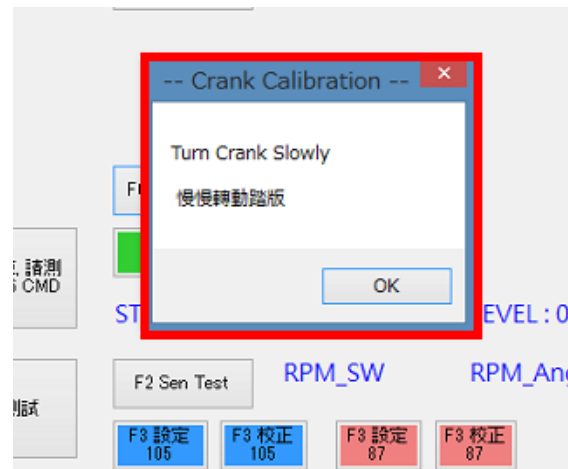 -- Crank Calibration --
Turn Crank Slowly
慢慢轉動踏版
OK
請測
CMD
ST
EVEL : 0
F2 Sen Test
RPM_SW
RPM_Ang
測試
F3 設定
105
F3 校正
105
F3 設定
87
F3 校正
87